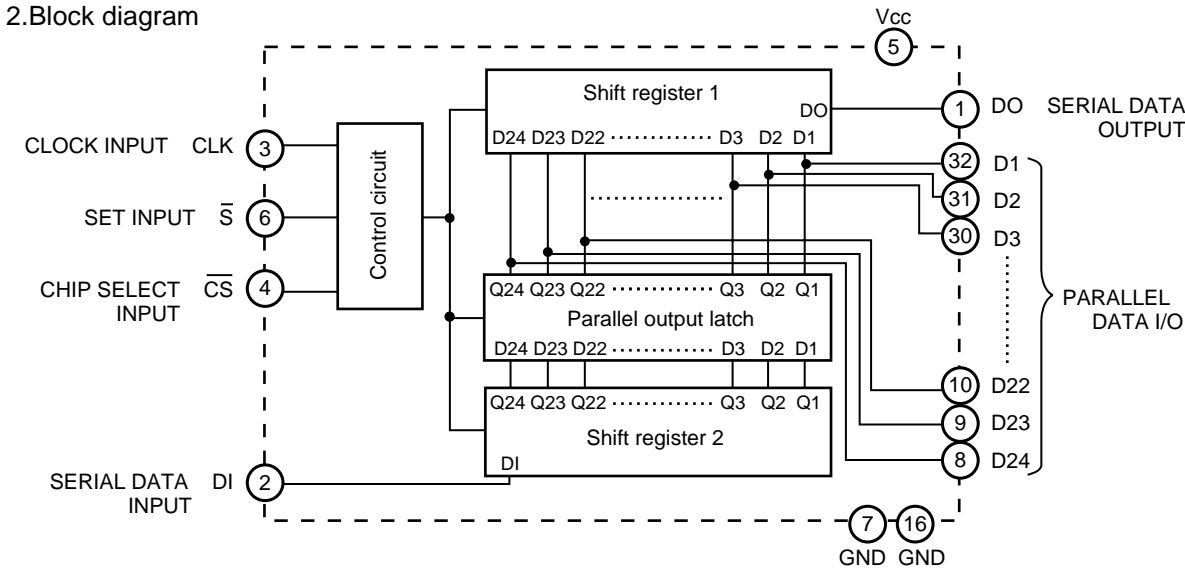 2.Block diagram
Vcc
5
Shift register 1
DO
1 DO SERIAL DATA OUTPUT
D24 D23 D22 ············ D3 D2 D1
CLOCK INPUT CLK 3
SET INPUT S̅ 6
CHIP SELECT INPUT C̅S̅ 4
Control circuit
32 D1
31 D2
30 D3
Q24 Q23 Q22 ············ Q3 Q2 Q1
Parallel output latch
D24 D23 D22 ············ D3 D2 D1
PARALLEL DATA I/O
Q24 Q23 Q22 ············ Q3 Q2 Q1
Shift register 2
DI
10 D22
9 D23
8 D24
SERIAL DATA INPUT DI 2
7 16
GND GND